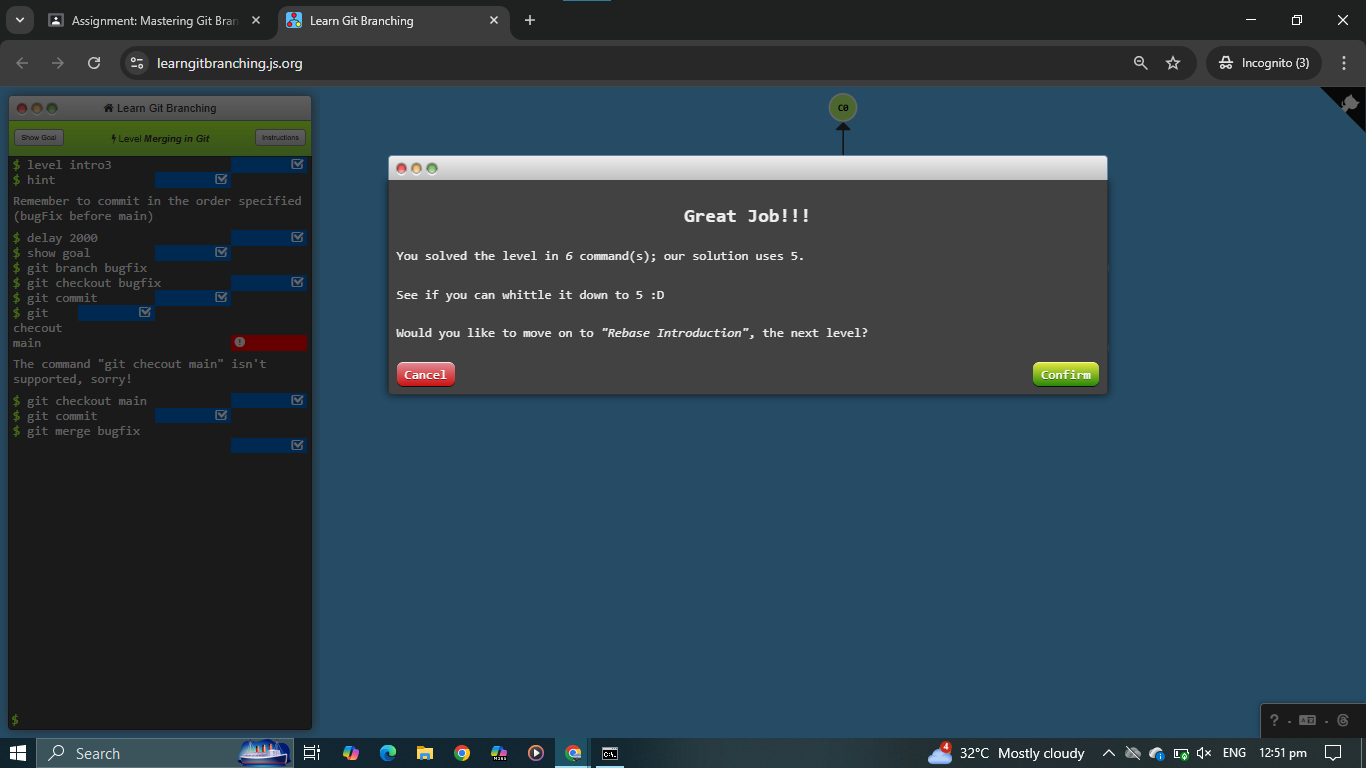 Assignment: Mastering Git Bran
Learn Git Branching
learngitbranching.js.org
Incognito (3)
Learn Git Branching
Show Goal
Level Merging in Git
Instructions
$ level intro3
$ hint
Remember to commit in the order specified
(bugFix before main)
$ delay 2000
$ show goal
$ git branch bugfix
$ git checkout bugfix
$ git commit
$ git
checout
main
The command "git checout main" isn't
supported, sorry!
$ git checkout main
$ git commit
$ git merge bugfix
$
C0
Great Job!!!
You solved the level in 6 command(s); our solution uses 5.
See if you can whittle it down to 5 :D
Would you like to move on to "Rebase Introduction", the next level?
Cancel
Confirm
Search
4
32°C Mostly cloudy
ENG
12:51 pm